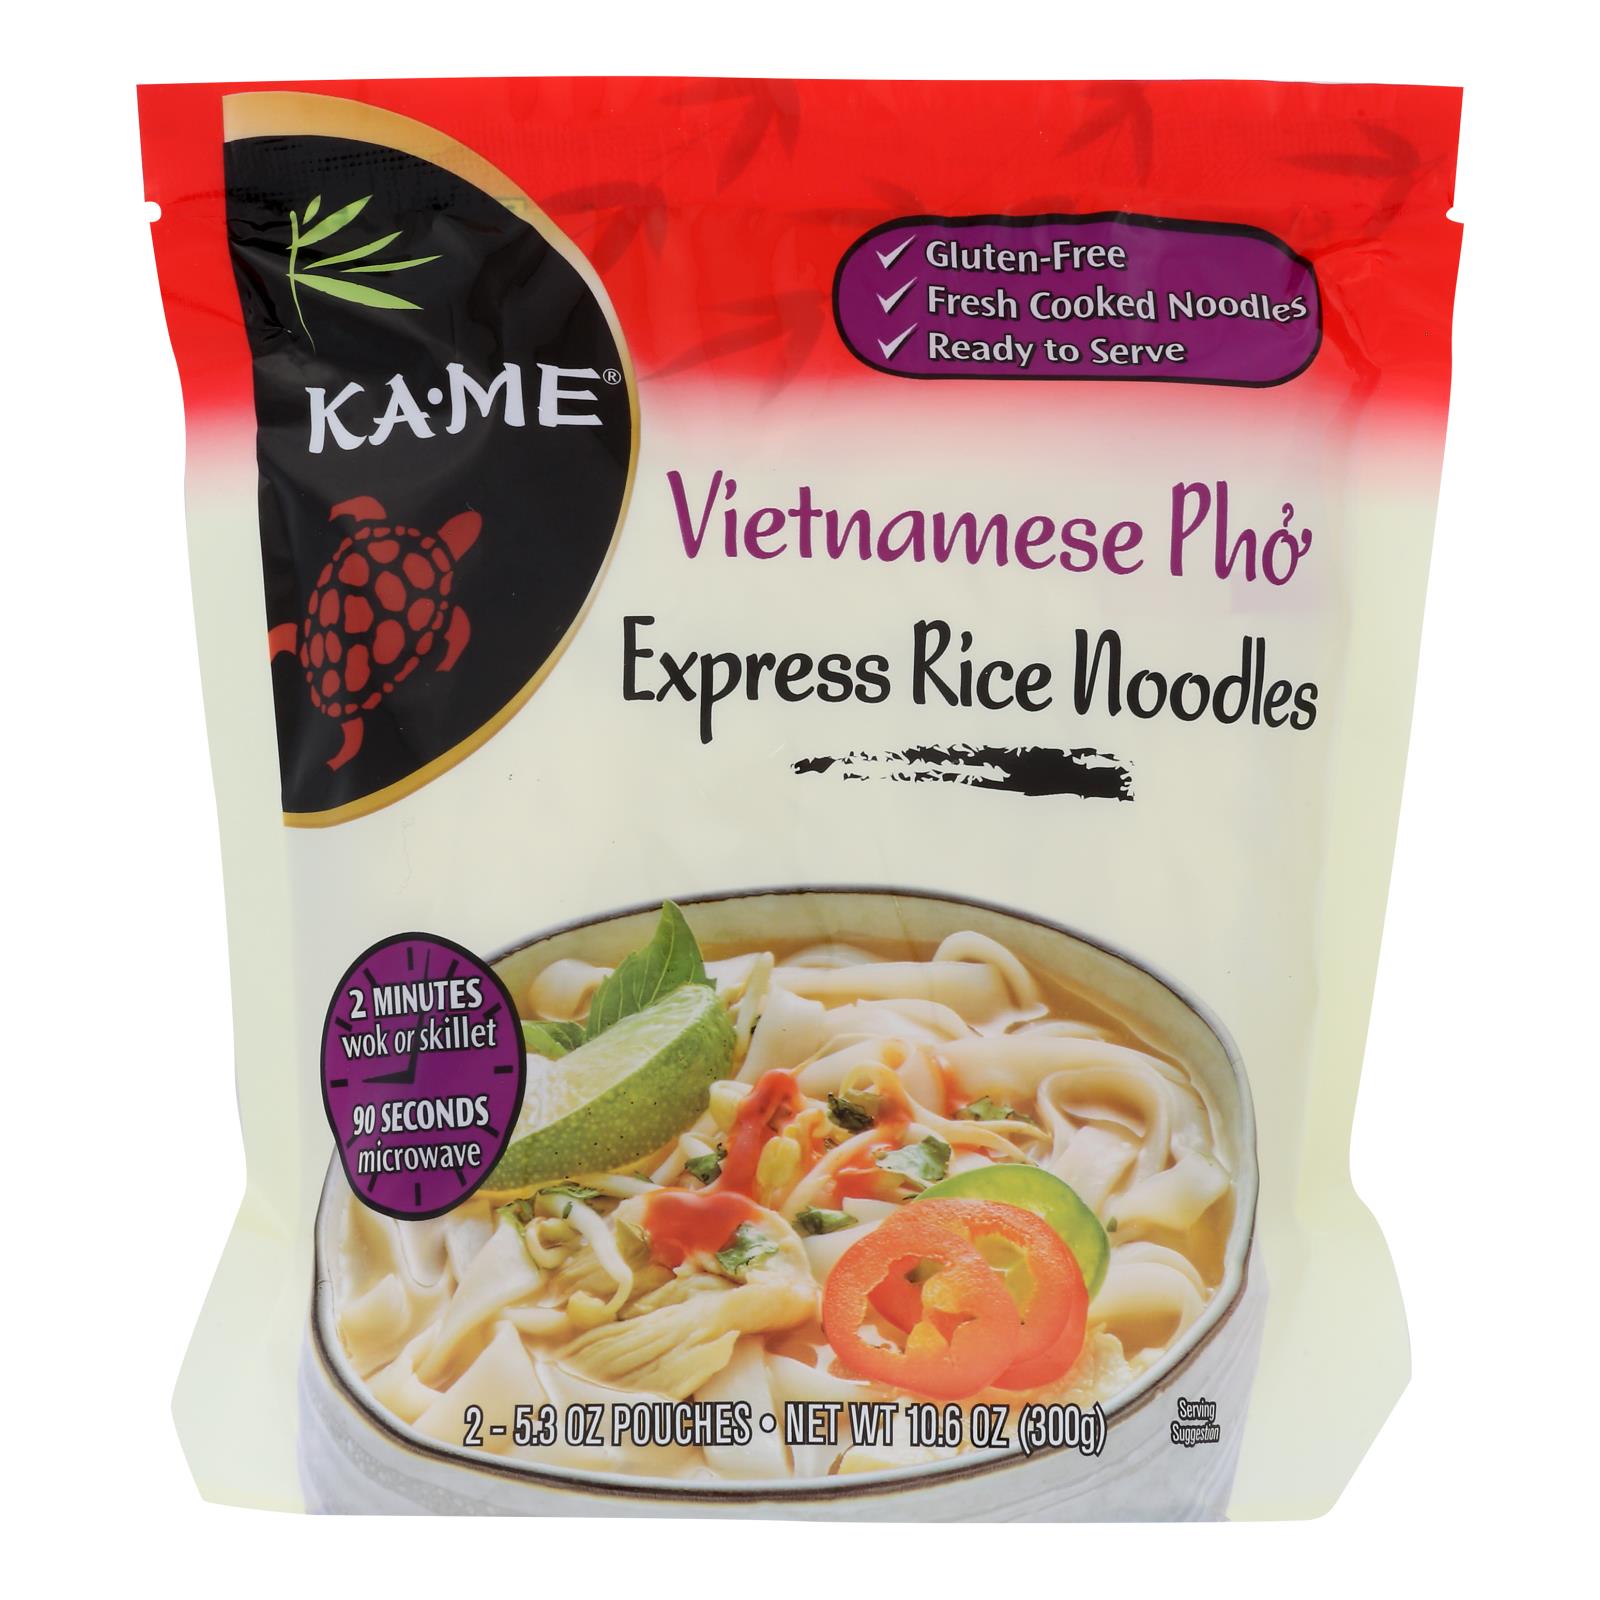 KA·ME®
✓ Gluten-Free
✓ Fresh Cooked Noodles
✓ Ready to Serve
Vietnamese Phở
Express Rice Noodles
2 MINUTES
wok or skillet
90 SECONDS
microwave
2 - 5.3 OZ POUCHES • NET WT 10.6 OZ (300g)
Serving
Suggestion